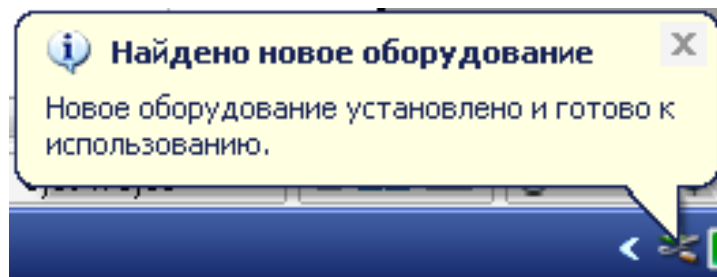 Найдено новое оборудование
Новое оборудование установлено и готово к
использованию.